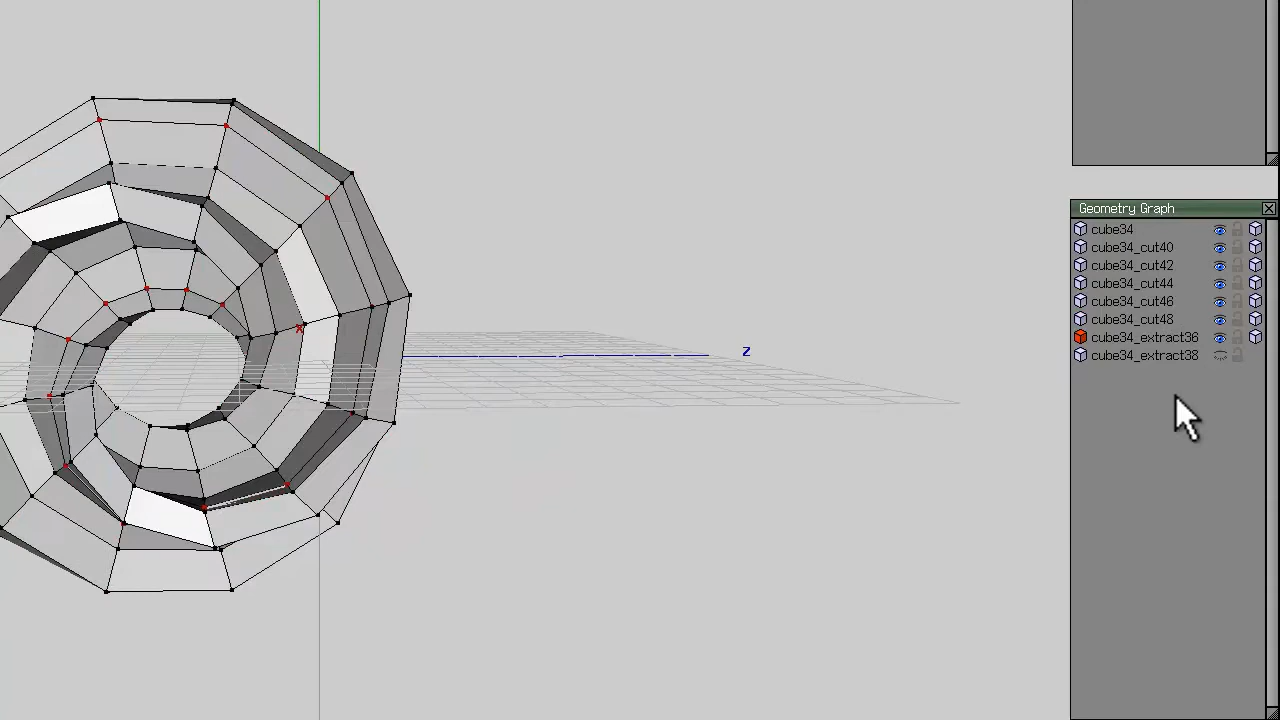 Geometry Graph
cube34
cube34_cut40
cube34_cut42
cube34_cut44
cube34_cut46
cube34_cut48
cube34_extract36
cube34_extract38
x
z